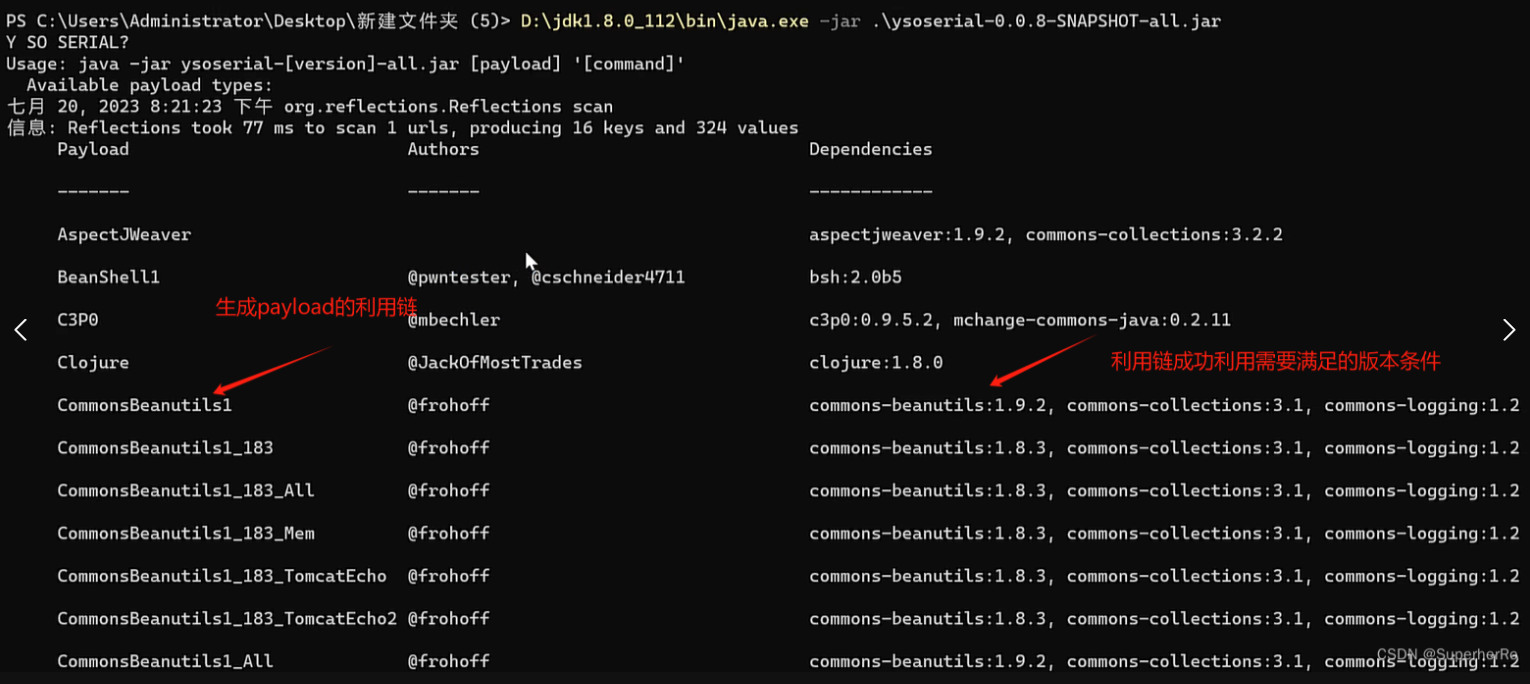 PS C:\Users\Administrator\Desktop\新建文件夹 (5)> D:\jdk1.8.0_112\bin\java.exe -jar .\ysoserial-0.0.8-SNAPSHOT-all.jar
Y SO SERIAL?
Usage: java -jar ysoserial-[version]-all.jar [payload] '[command]'
Available payload types:
七月 20, 2023 8:21:23 下午 org.reflections.Reflections scan
信息: Reflections took 77 ms to scan 1 urls, producing 16 keys and 324 values
Payload Authors Dependencies
------- ------- ------------
AspectJWeaver aspectjweaver:1.9.2, commons-collections:3.2.2
BeanShell1 @pwntester, @cschneider4711 bsh:2.0b5
生成payload的利用链
C3P0 @mbechler c3p0:0.9.5.2, mchange-commons-java:0.2.11
Clojure @JackOfMostTrades clojure:1.8.0
利用链成功利用需要满足的版本条件
CommonsBeanutils1 @frohoff commons-beanutils:1.9.2, commons-collections:3.1, commons-logging:1.2
CommonsBeanutils1_183 @frohoff commons-beanutils:1.8.3, commons-collections:3.1, commons-logging:1.2
CommonsBeanutils1_183_All @frohoff commons-beanutils:1.8.3, commons-collections:3.1, commons-logging:1.2
CommonsBeanutils1_183_Mem @frohoff commons-beanutils:1.8.3, commons-collections:3.1, commons-logging:1.2
CommonsBeanutils1_183_TomcatEcho @frohoff commons-beanutils:1.8.3, commons-collections:3.1, commons-logging:1.2
CommonsBeanutils1_183_TomcatEcho2 @frohoff commons-beanutils:1.8.3, commons-collections:3.1, commons-logging:1.2
CommonsBeanutils1_All @frohoff commons-beanutils:1.9.2, commons-collections:3.1, commons-logging:1.2
CSDN @SuperherRo